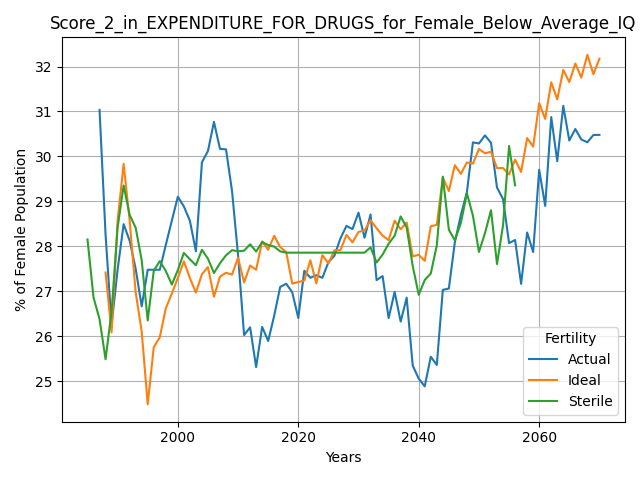 Score_2_in_EXPENDITURE_FOR_DRUGS_for_Female_Below_Average_IQ
% of Female Population
32
31
30
29
28
27
26
25
2000
2020
2040
2060
Years
Fertility
Actual
Ideal
Sterile